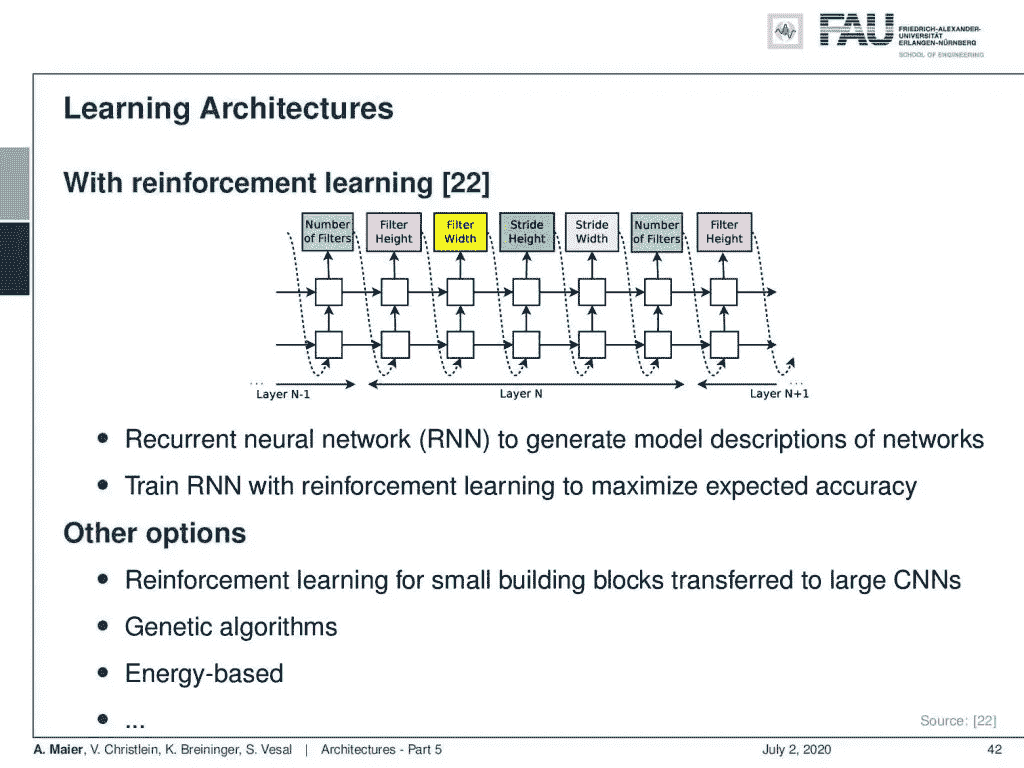 FAU
FRIEDRICH-ALEXANDER-
UNIVERSITÄT
ERLANGEN-NÜRNBERG
SCHOOL OF ENGINEERING
Learning Architectures
With reinforcement learning [22]
Number of Filters
Filter Height
Filter Width
Stride Height
Stride Width
Number of Filters
Filter Height
...
...
Layer N-1
Layer N
Layer N+1
• Recurrent neural network (RNN) to generate model descriptions of networks
• Train RNN with reinforcement learning to maximize expected accuracy
Other options
• Reinforcement learning for small building blocks transferred to large CNNs
• Genetic algorithms
• Energy-based
• ...
Source: [22]
A. Maier, V. Christlein, K. Breininger, S. Vesal | Architectures - Part 5
July 2, 2020
42